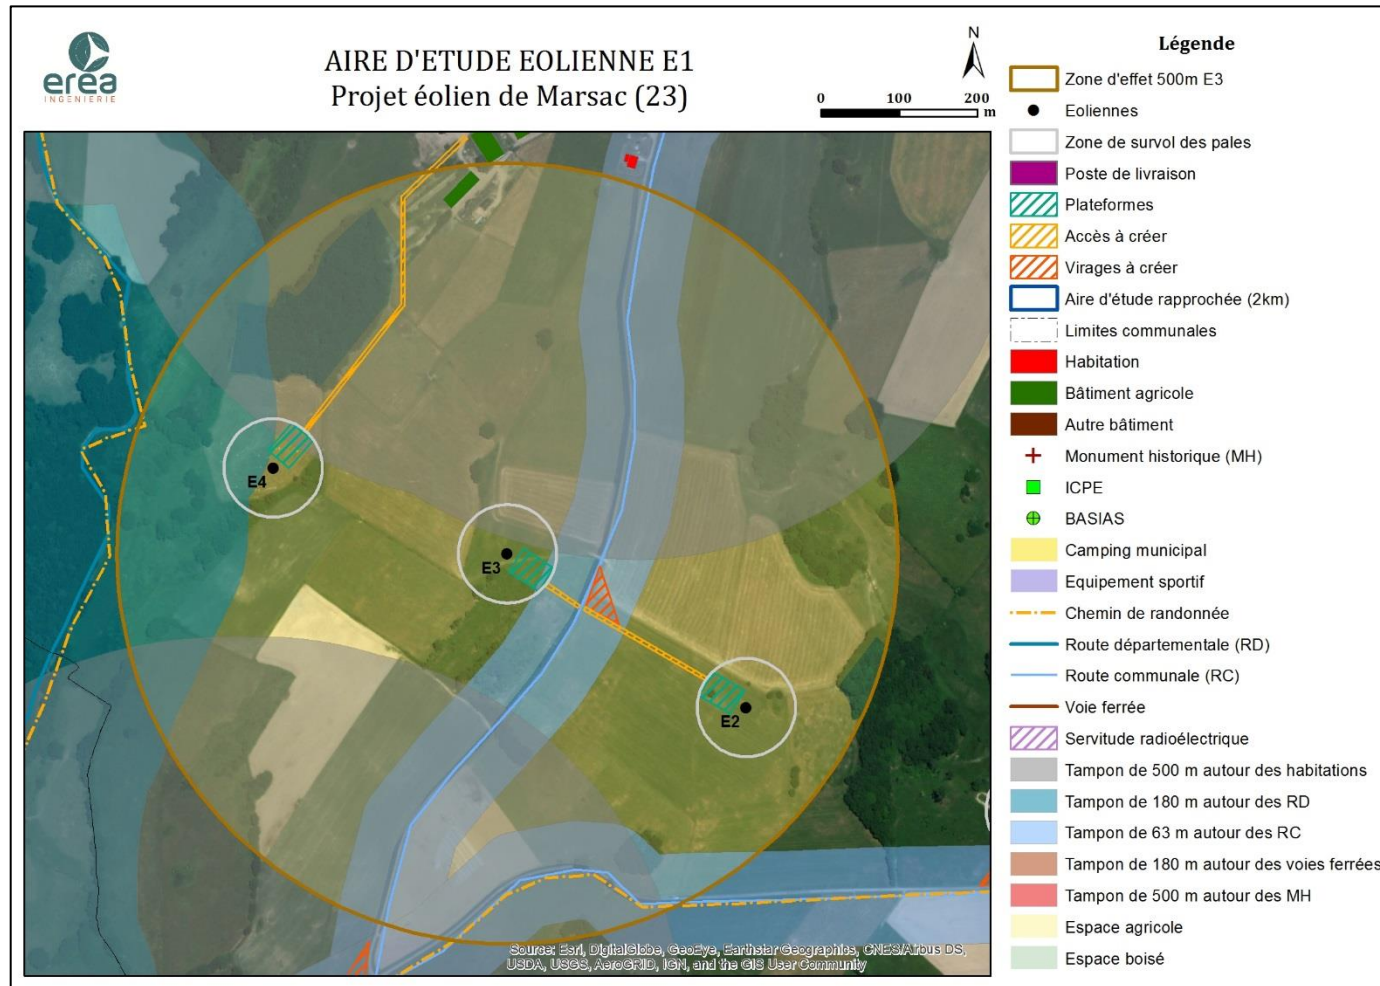 erea
INGENIERIE
AIRE D'ETUDE EOLIENNE E1
Projet éolien de Marsac (23)
N
0 100 200
m
E4
E3
E2
Source: Esri, DigitalGlobe, GeoEye, Earthstar Geographics, CNES/Airbus DS,
USDA, USGS, AeroGRID, IGN, and the GIS User Community
Légende
Zone d'effet 500m E3
Eoliennes
Zone de survol des pales
Poste de livraison
Plateformes
Accès à créer
Virages à créer
Aire d'étude rapprochée (2km)
Limites communales
Habitation
Bâtiment agricole
Autre bâtiment
Monument historique (MH)
ICPE
BASIAS
Camping municipal
Equipement sportif
Chemin de randonnée
Route départementale (RD)
Route communale (RC)
Voie ferrée
Servitude radioélectrique
Tampon de 500 m autour des habitations
Tampon de 180 m autour des RD
Tampon de 63 m autour des RC
Tampon de 180 m autour des voies ferrées
Tampon de 500 m autour des MH
Espace agricole
Espace boisé